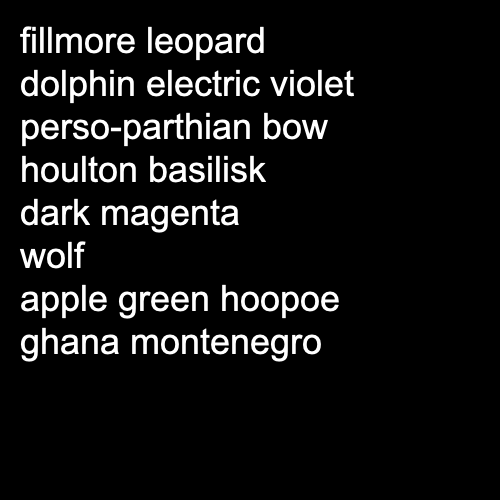 fillmore leopard
dolphin electric violet
perso-parthian bow
houlton basilisk
dark magenta
wolf
apple green hoopoe
ghana montenegro